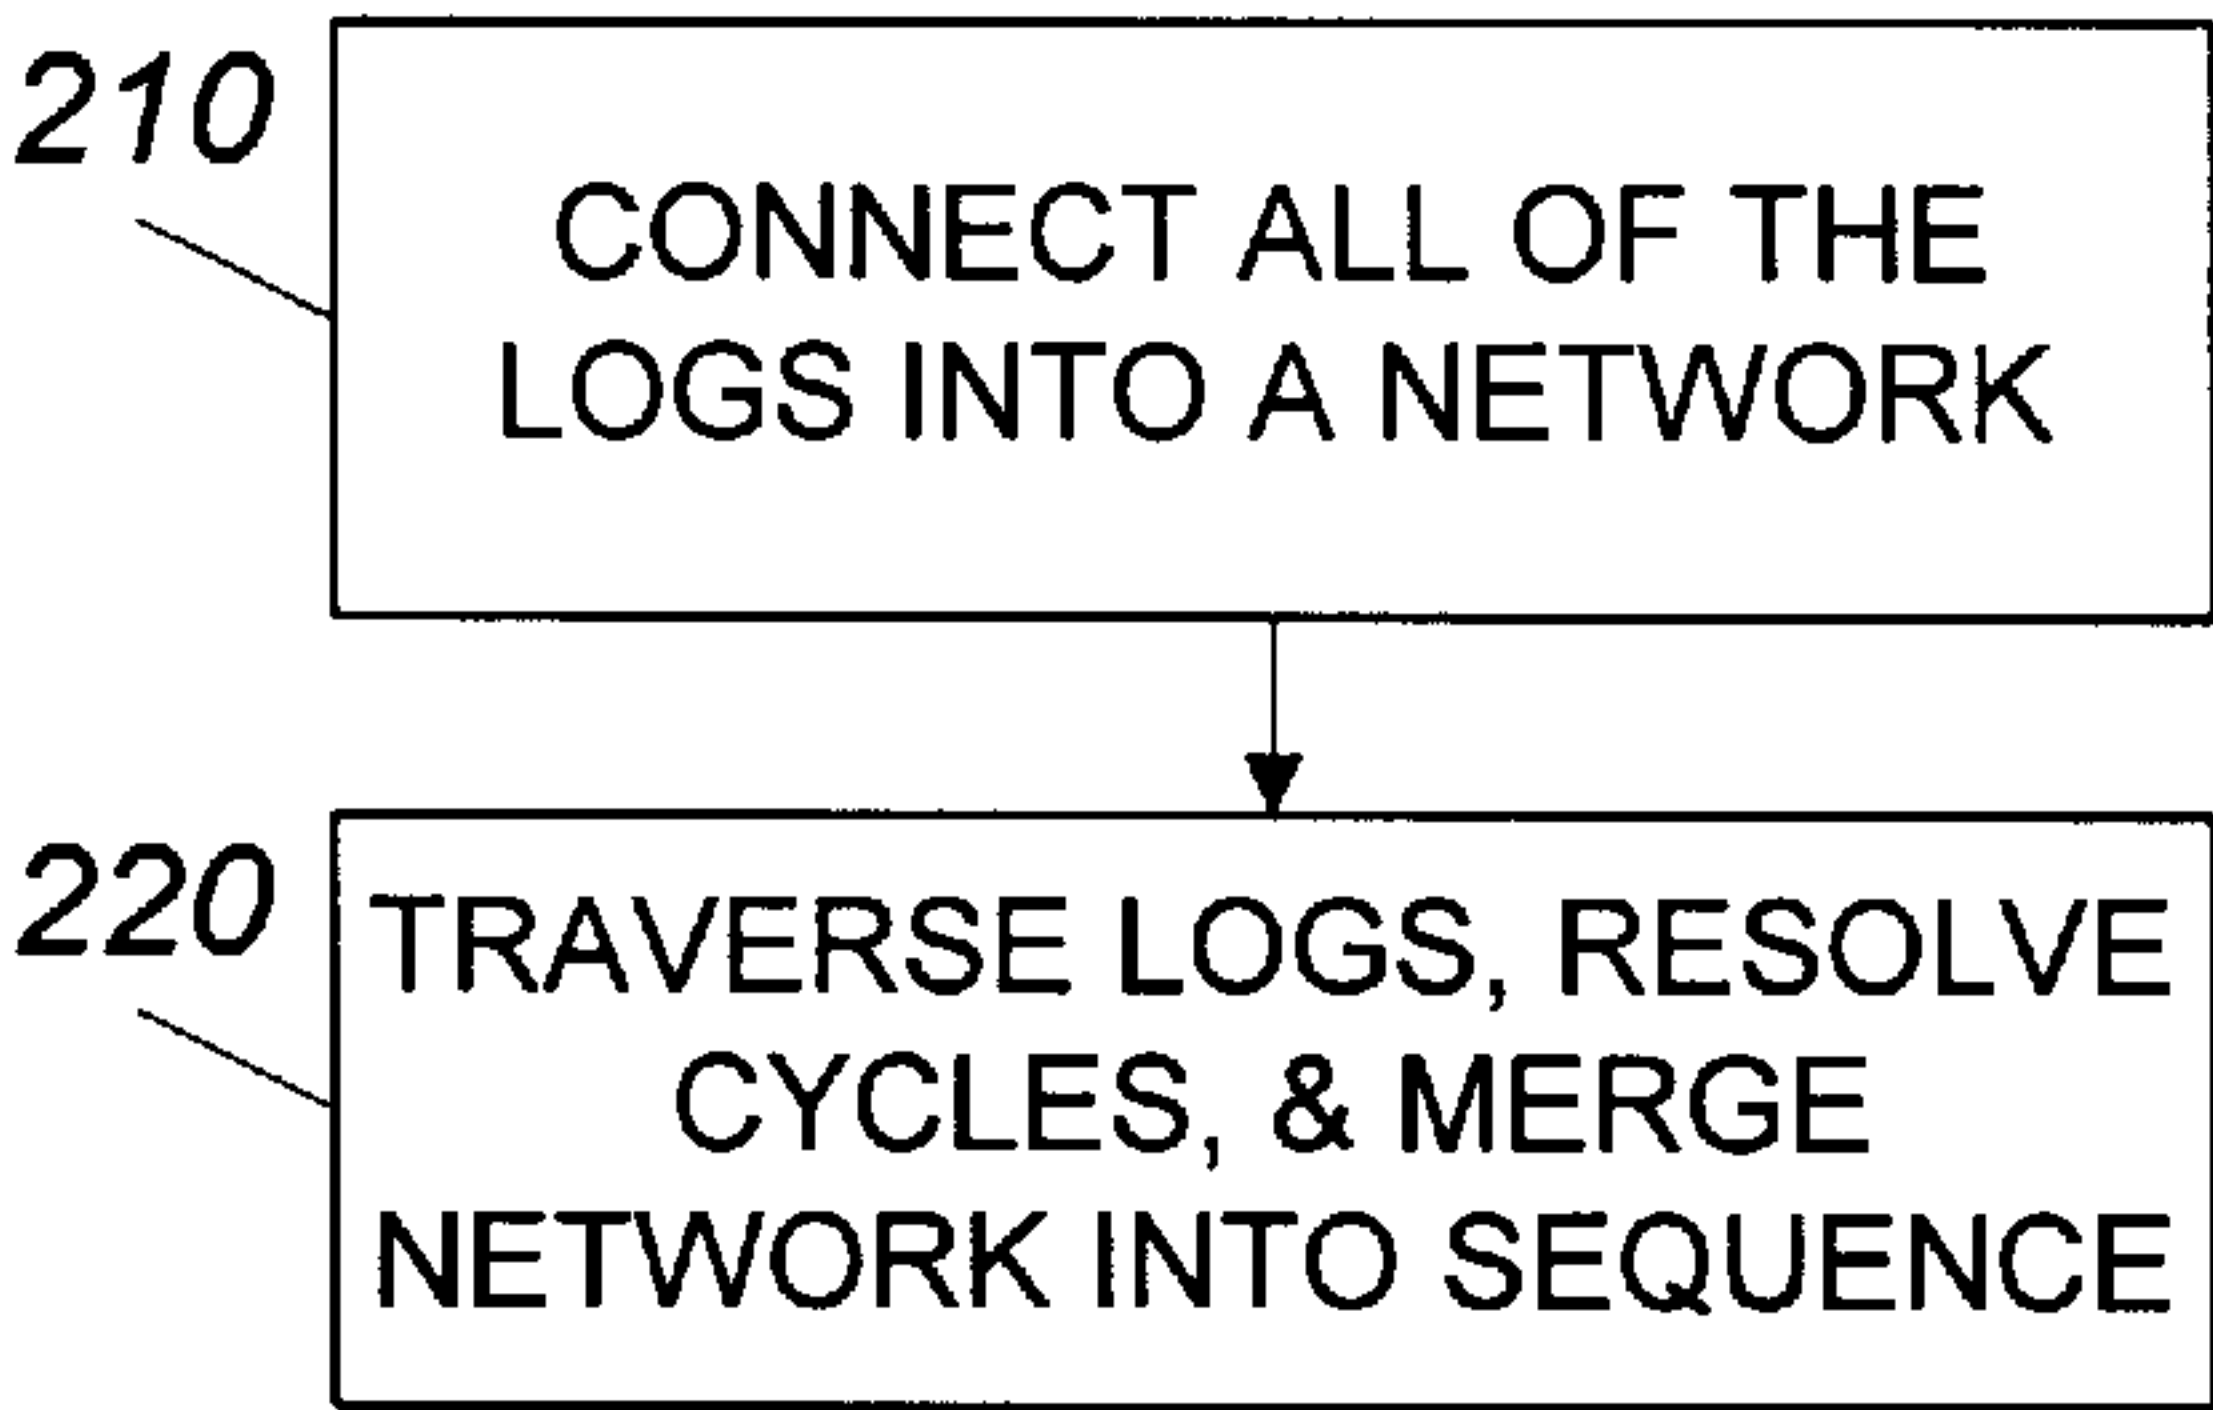 210
CONNECT ALL OF THE
LOGS INTO A NETWORK
220
TRAVERSE LOGS, RESOLVE
CYCLES, & MERGE
NETWORK INTO SEQUENCE